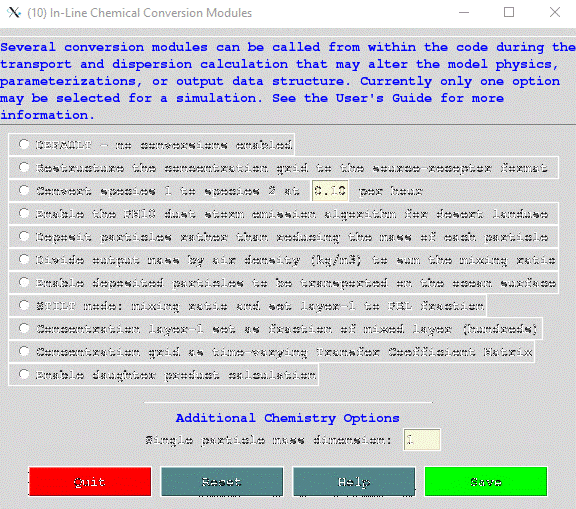 (10) In-Line Chemical Conversion Modules
Several conversion modules can be called from within the code during the
transport and dispersion calculation that may alter the model physics,
parameterizations, or output data structure. Currently only one option
may be selected for a simulation. See the User's Guide for more
information.
DEFAULT - no conversions enabled
Restructure the concentration grid to the source-receptor format
Convert species 1 to species 2 at 0.10 per hour
Enable the PM10 dust storm emission algorithm for desert landuse
Deposit particles rather than reducing the mass of each particle
Divide output mass by air density (kg/m3) to sum the mixing ratio
Enable deposited particles to be transported on the ocean surface
STILT mode: mixing ratio and set layer-1 to PBL fraction
Concentration layer-1 set as fraction of mixed layer (hundreds)
Concentration grid as time-varying Transfer Coefficient Matrix
Enable daughter product calculation
Additional Chemistry Options
Single particle mass dimension: 1
Quit Reset Help Save